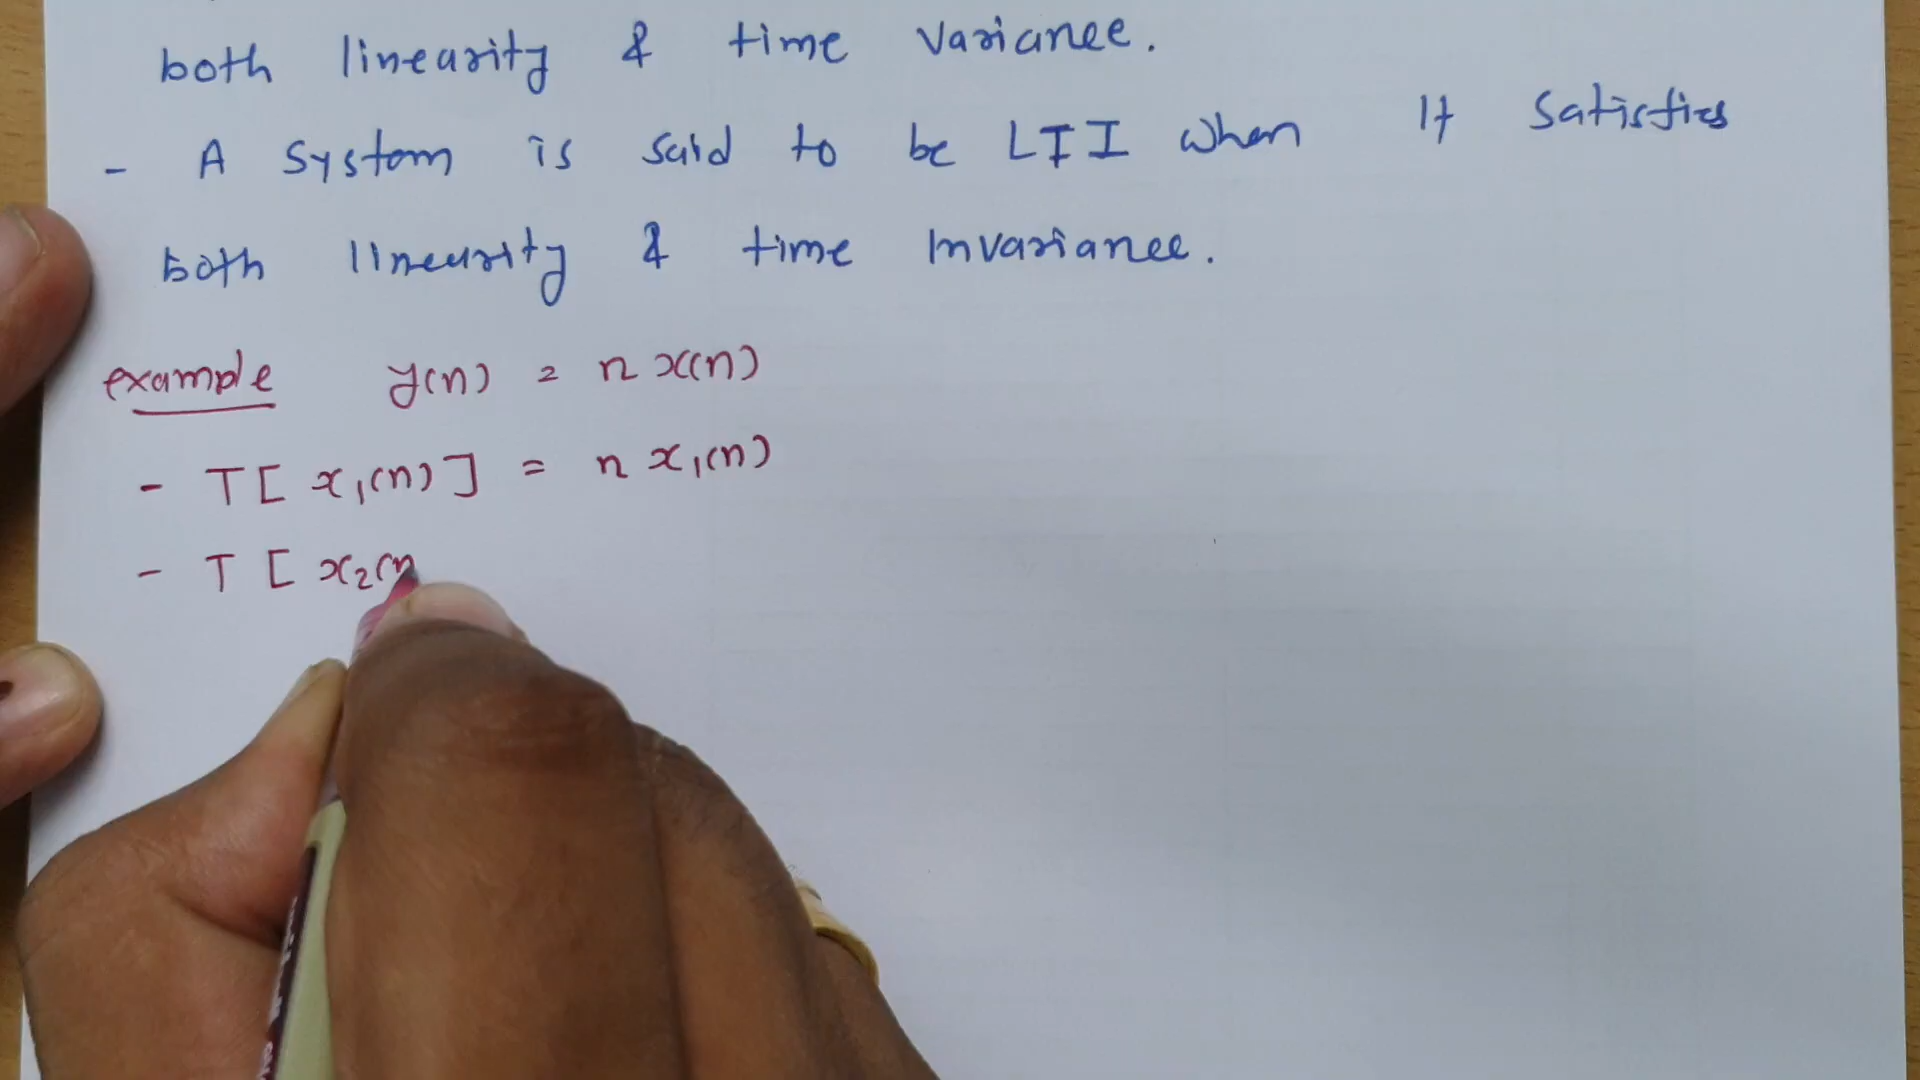 both linearity & time Variance.
- A System is said to be LTI when It Satisfies
both linearity & time Invariance.
example y(n) = n x(n)
- T[ x₁(n) ] = n x₁(n)
- T [ x₂(n